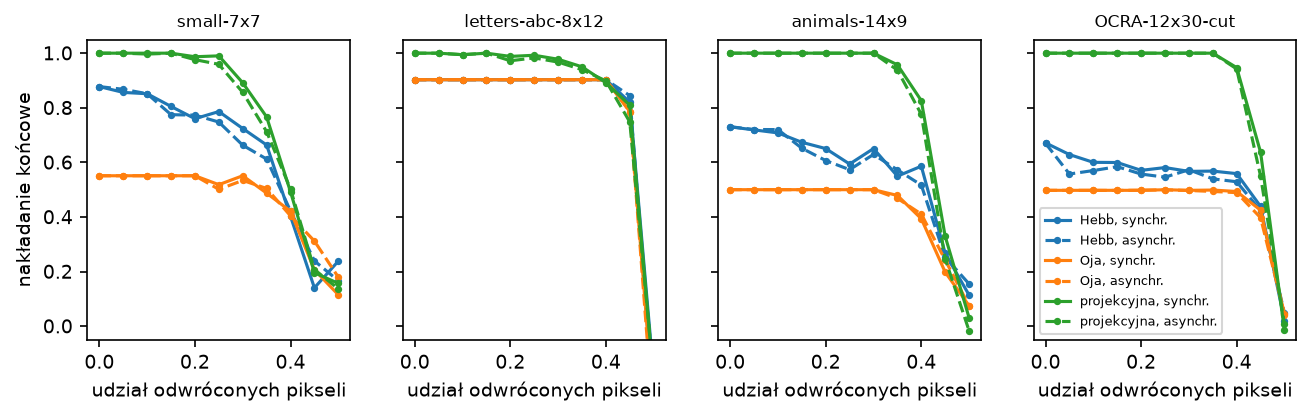 small-7x7
letters-abc-8x12
animals-14x9
OCRA-12x30-cut
nakładanie końcowe
1.0
0.8
0.6
0.4
0.2
0.0
0.0 0.2 0.4
0.0 0.2 0.4
0.0 0.2 0.4
0.0 0.2 0.4
udział odwróconych pikseli
udział odwróconych pikseli
udział odwróconych pikseli
udział odwróconych pikseli
Hebb, synchr.
Hebb, asynchr.
Oja, synchr.
Oja, asynchr.
projekcyjna, synchr.
projekcyjna, asynchr.